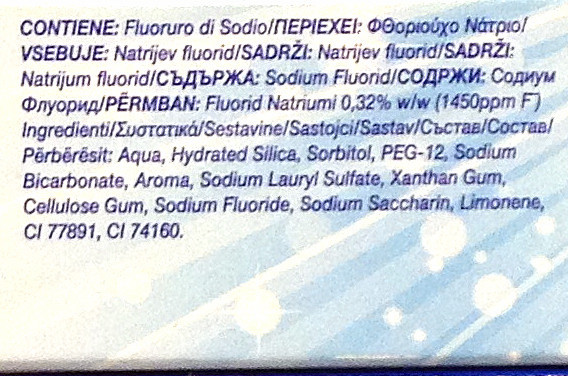 CONTIENE: Fluoruro di Sodio/ΠΕΡΙΕΧΕΙ: Φθοριούχο Νάτριο/
VSEBUJE: Natrijev fluorid/SADRŽI: Natrijev fluorid/SADRŽI:
Natrijum fluorid/СЪДЪРЖА: Sodium Fluorid/СОДРЖИ: Содиум
Флуорид/PËRMBAN: Fluorid Natriumi 0,32% w/w (1450ppm F⁻)
Ingredienti/Συστατικά/Sestavine/Sastojci/Sastav/Състав/Состав/
Përbërësit: Aqua, Hydrated Silica, Sorbitol, PEG-12, Sodium
Bicarbonate, Aroma, Sodium Lauryl Sulfate, Xanthan Gum,
Cellulose Gum, Sodium Fluoride, Sodium Saccharin, Limonene,
CI 77891, CI 74160.